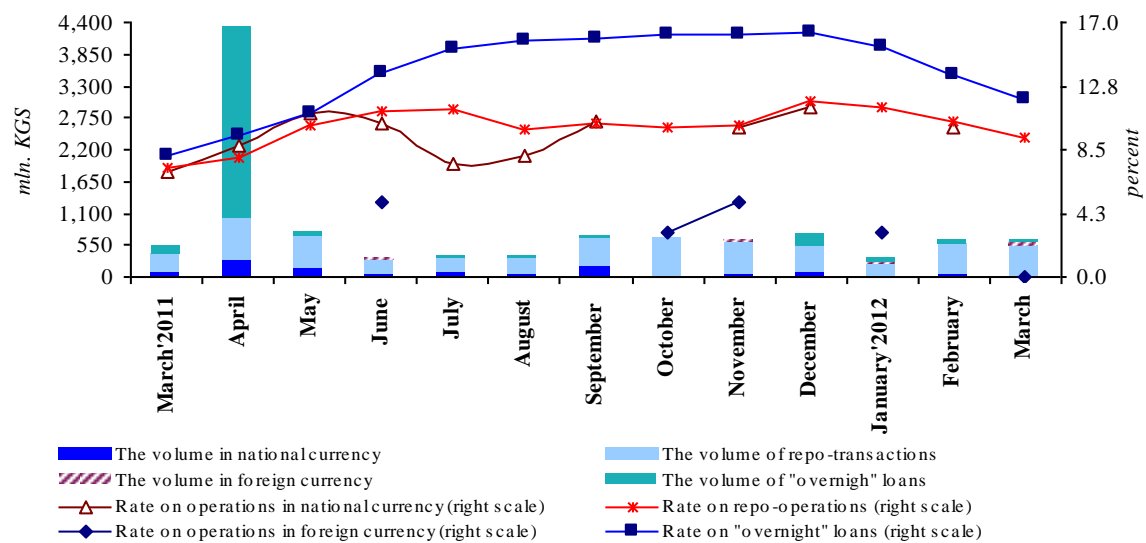 4,400
3,850
3,300
2,750
2,200
1,650
1,100
550
0
mln. KGS
17.0
12.8
8.5
4.3
0.0
percent
March'2011
April
May
June
July
August
September
October
November
December
January'2012
February
March
The volume in national currency
The volume of repo-transactions
The volume in foreign currency
The volume of "overnigh" loans
Rate on operations in national currency (right scale)
Rate on repo-operations (right scale)
Rate on operations in foreign currency (right scale)
Rate on "overnight" loans (right scale)